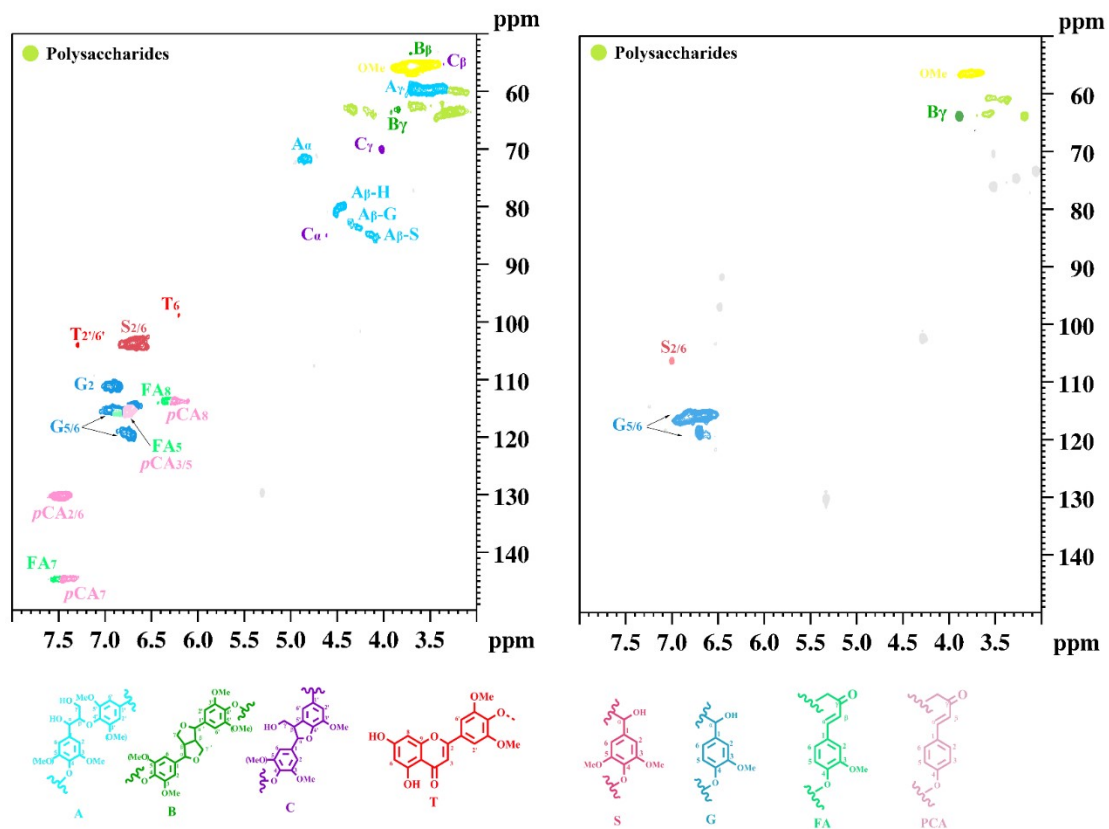 ppm
Polysaccharides
Bβ
OMe
Cβ
Aγ
60
Bγ
Cγ
70
Aα
Aβ-H
80
Aβ-G
Cα
Aβ-S
90
T6
100
T2'/6'
S2/6
110
G2
FA8
pCA8
G5/6
120
FA5
pCA3/5
130
pCA2/6
140
FA7
pCA7
7.5 7.0 6.5 6.0 5.5 5.0 4.5 4.0 3.5 ppm
ppm
Polysaccharides
OMe
60
Bγ
70
80
90
100
S2/6
110
G5/6
120
130
140
7.5 7.0 6.5 6.0 5.5 5.0 4.5 4.0 3.5 ppm
A
B
C
T
S
G
FA
PCA